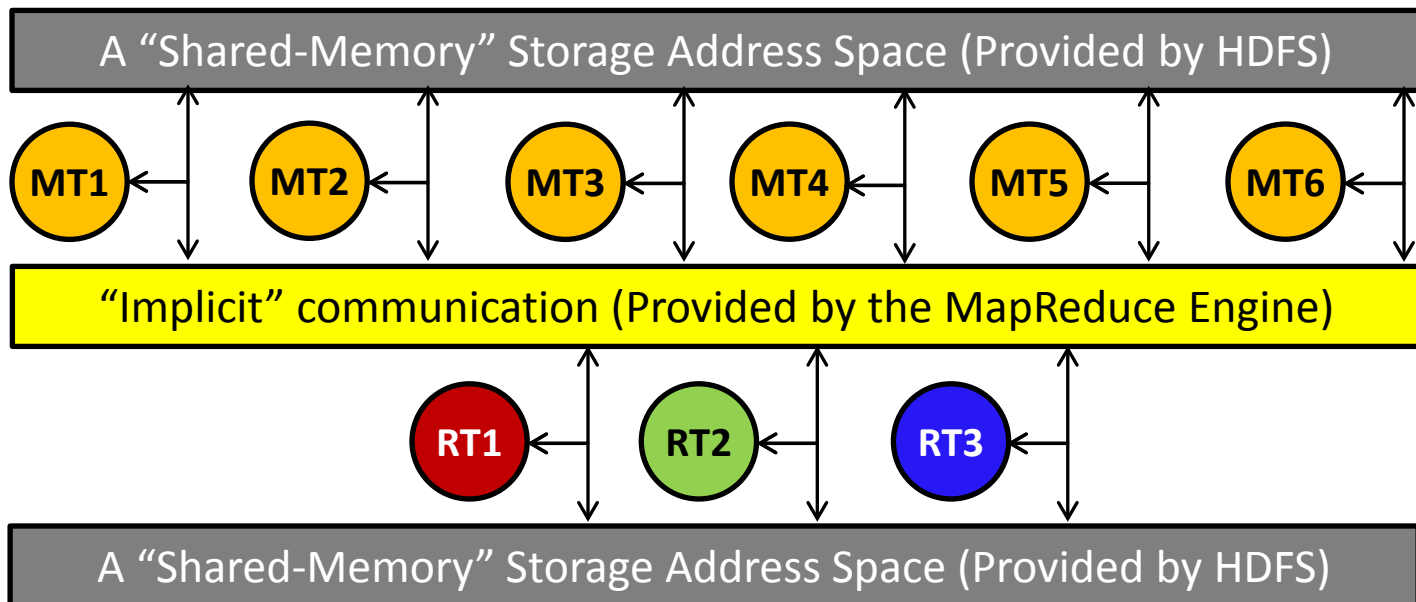 A “Shared-Memory” Storage Address Space (Provided by HDFS)
MT1 MT2 MT3 MT4 MT5 MT6
“Implicit” communication (Provided by the MapReduce Engine)
RT1 RT2 RT3
A “Shared-Memory” Storage Address Space (Provided by HDFS)